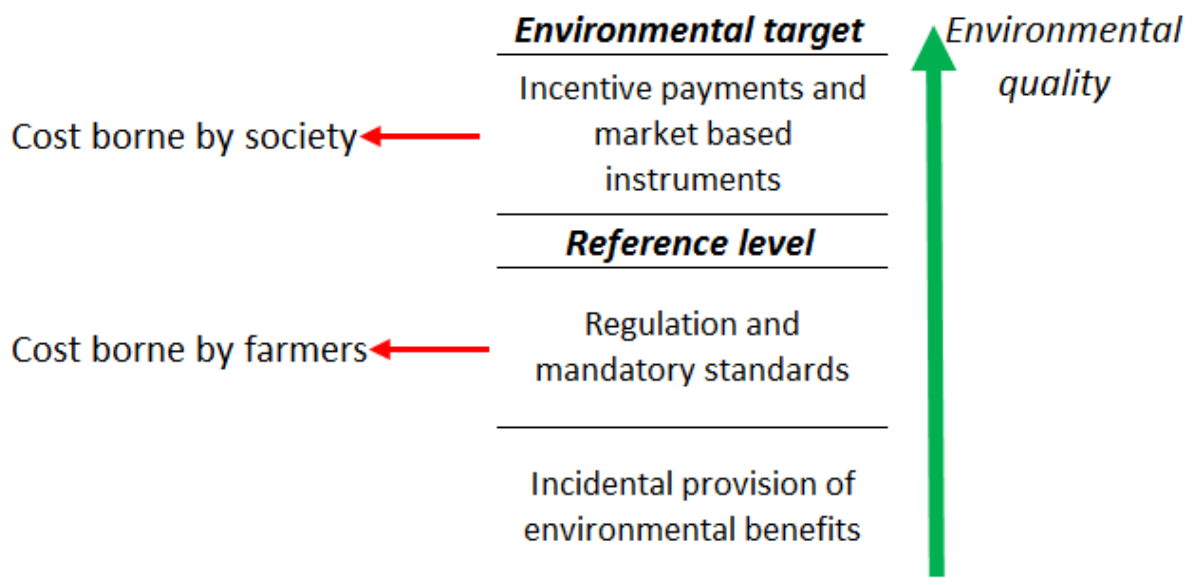 Environmental target
Environmental
quality
Incentive payments and
market based
instruments
Cost borne by society
Reference level
Regulation and
mandatory standards
Cost borne by farmers
Incidental provision of
environmental benefits